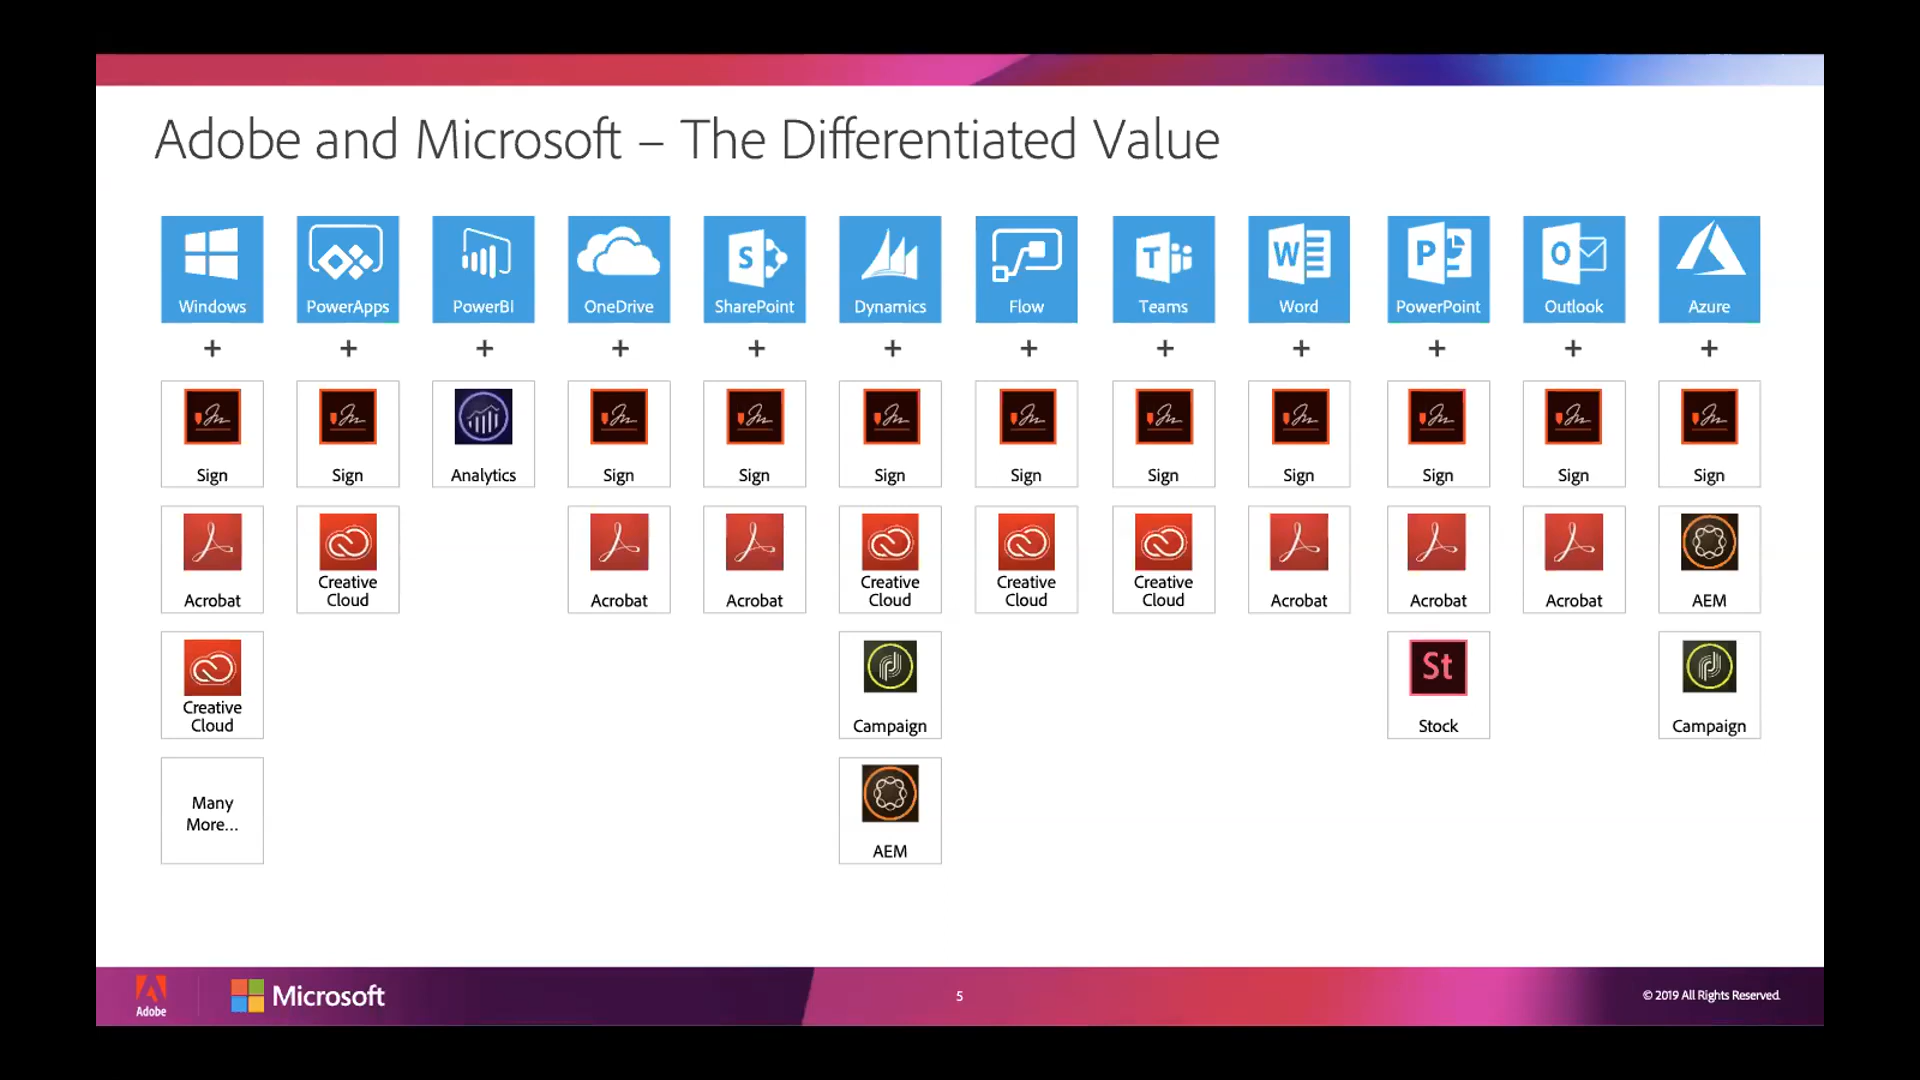 Adobe and Microsoft – The Differentiated Value
Windows PowerApps PowerBI OneDrive SharePoint Dynamics Flow Teams Word PowerPoint Outlook Azure
+ + + + + + + + + + + +
Sign Sign Analytics Sign Sign Sign Sign Sign Sign Sign Sign Sign
Acrobat Creative Cloud Acrobat Acrobat Creative Cloud Creative Cloud Creative Cloud Acrobat Acrobat Acrobat AEM
Creative Cloud Campaign St Stock Campaign
Many More... AEM
Adobe Microsoft 5 © 2019 All Rights Reserved.